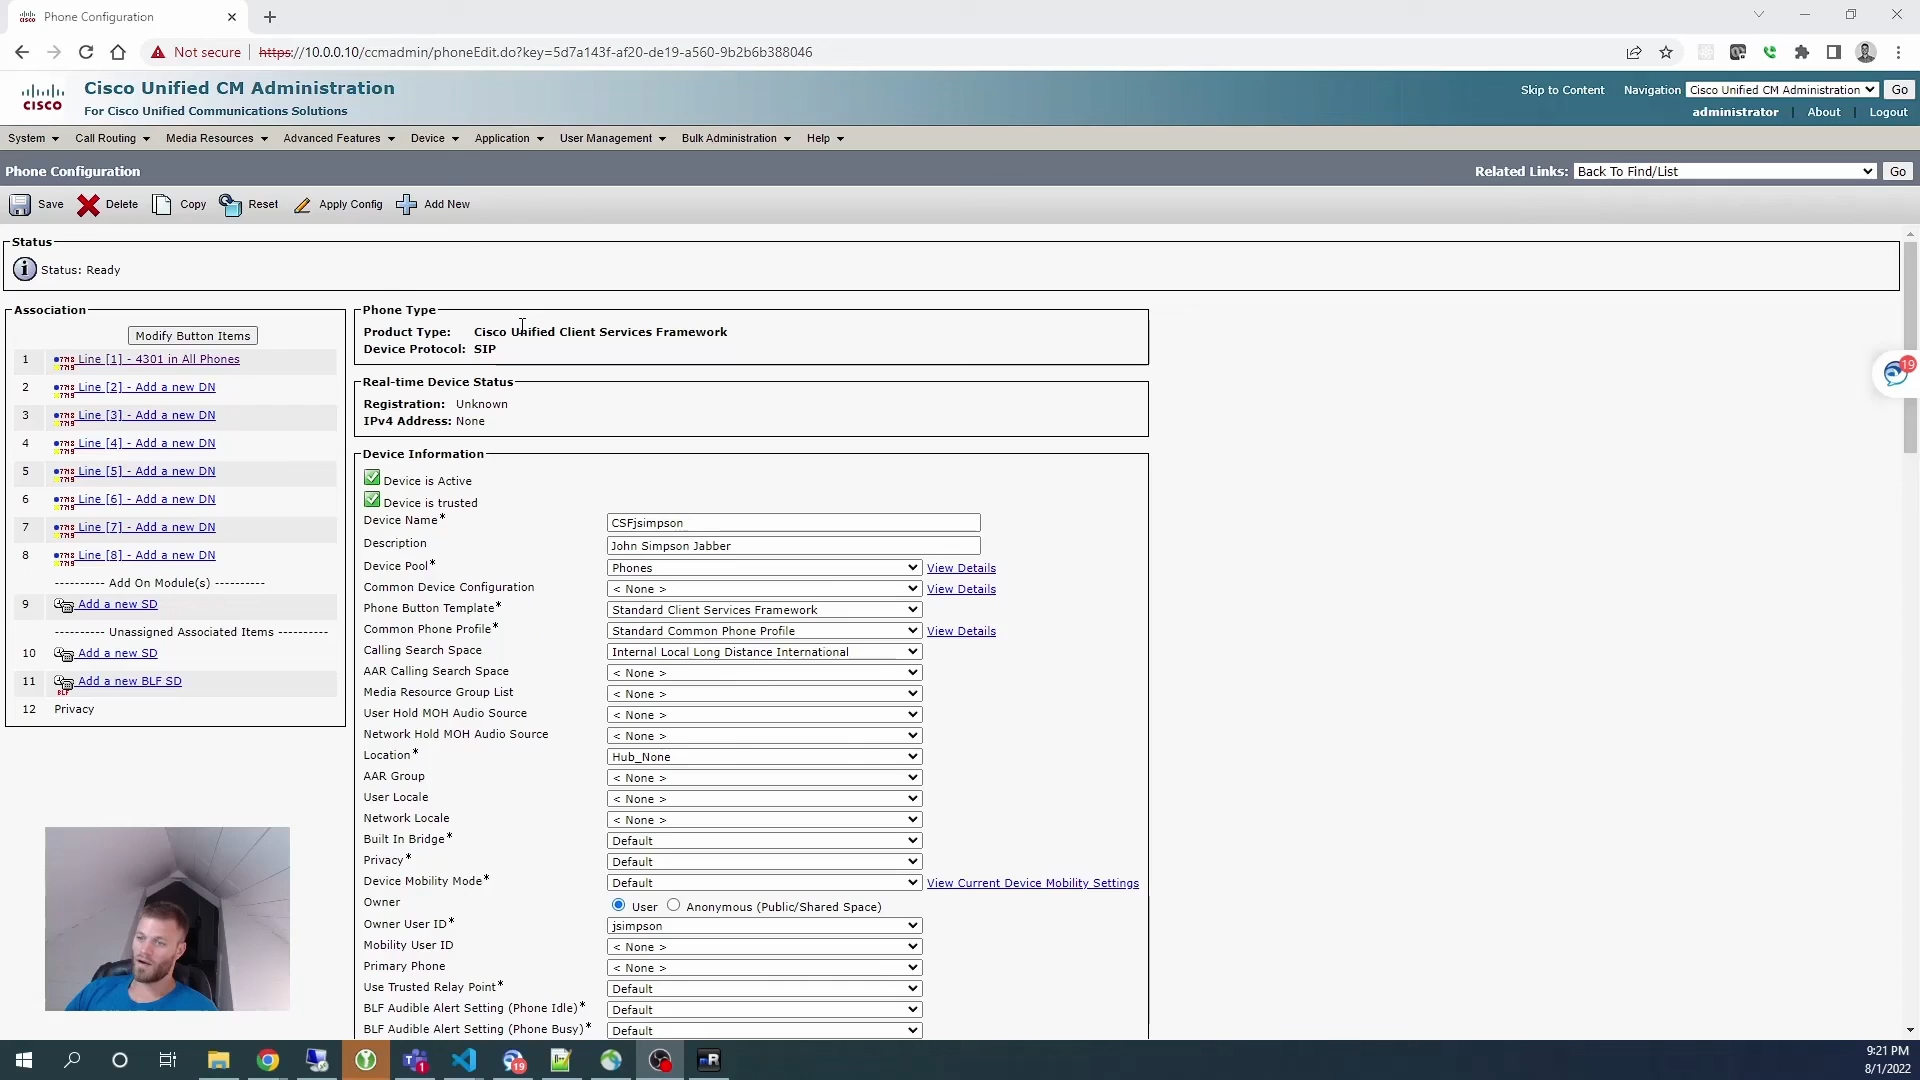 Phone Configuration
Not secure
https://10.0.0.10/ccmadmin/phoneEdit.do?key=5d7a143f-af20-de19-a560-9b2b6b388046
CISCO
Cisco Unified CM Administration
For Cisco Unified Communications Solutions
Skip to Content
Navigation
Cisco Unified CM Administration
Go
administrator
About
Logout
System
Call Routing
Media Resources
Advanced Features
Device
Application
User Management
Bulk Administration
Help
Phone Configuration
Related Links:
Back To Find/List
Go
Save
Delete
Copy
Reset
Apply Config
Add New
Status
Status: Ready
Association
Modify Button Items
1 Line [1] - 4301 in All Phones
2 Line [2] - Add a new DN
3 Line [3] - Add a new DN
4 Line [4] - Add a new DN
5 Line [5] - Add a new DN
6 Line [6] - Add a new DN
7 Line [7] - Add a new DN
8 Line [8] - Add a new DN
---------- Add On Module(s) ----------
9 Add a new SD
---------- Unassigned Associated Items ----------
10 Add a new SD
11 Add a new BLF SD
12 Privacy
Phone Type
Product Type: Cisco Unified Client Services Framework
Device Protocol: SIP
Real-time Device Status
Registration: Unknown
IPv4 Address: None
Device Information
Device is Active
Device is trusted
Device Name* CSFjsimpson
Description John Simpson Jabber
Device Pool* Phones View Details
Common Device Configuration < None > View Details
Phone Button Template* Standard Client Services Framework
Common Phone Profile* Standard Common Phone Profile View Details
Calling Search Space Internal Local Long Distance International
AAR Calling Search Space < None >
Media Resource Group List < None >
User Hold MOH Audio Source < None >
Network Hold MOH Audio Source < None >
Location* Hub_None
AAR Group < None >
User Locale < None >
Network Locale < None >
Built In Bridge* Default
Privacy* Default
Device Mobility Mode* Default View Current Device Mobility Settings
Owner User Anonymous (Public/Shared Space)
Owner User ID* jsimpson
Mobility User ID < None >
Primary Phone < None >
Use Trusted Relay Point* Default
BLF Audible Alert Setting (Phone Idle)* Default
BLF Audible Alert Setting (Phone Busy)* Default
19
1
19
9:21 PM
8/1/2022